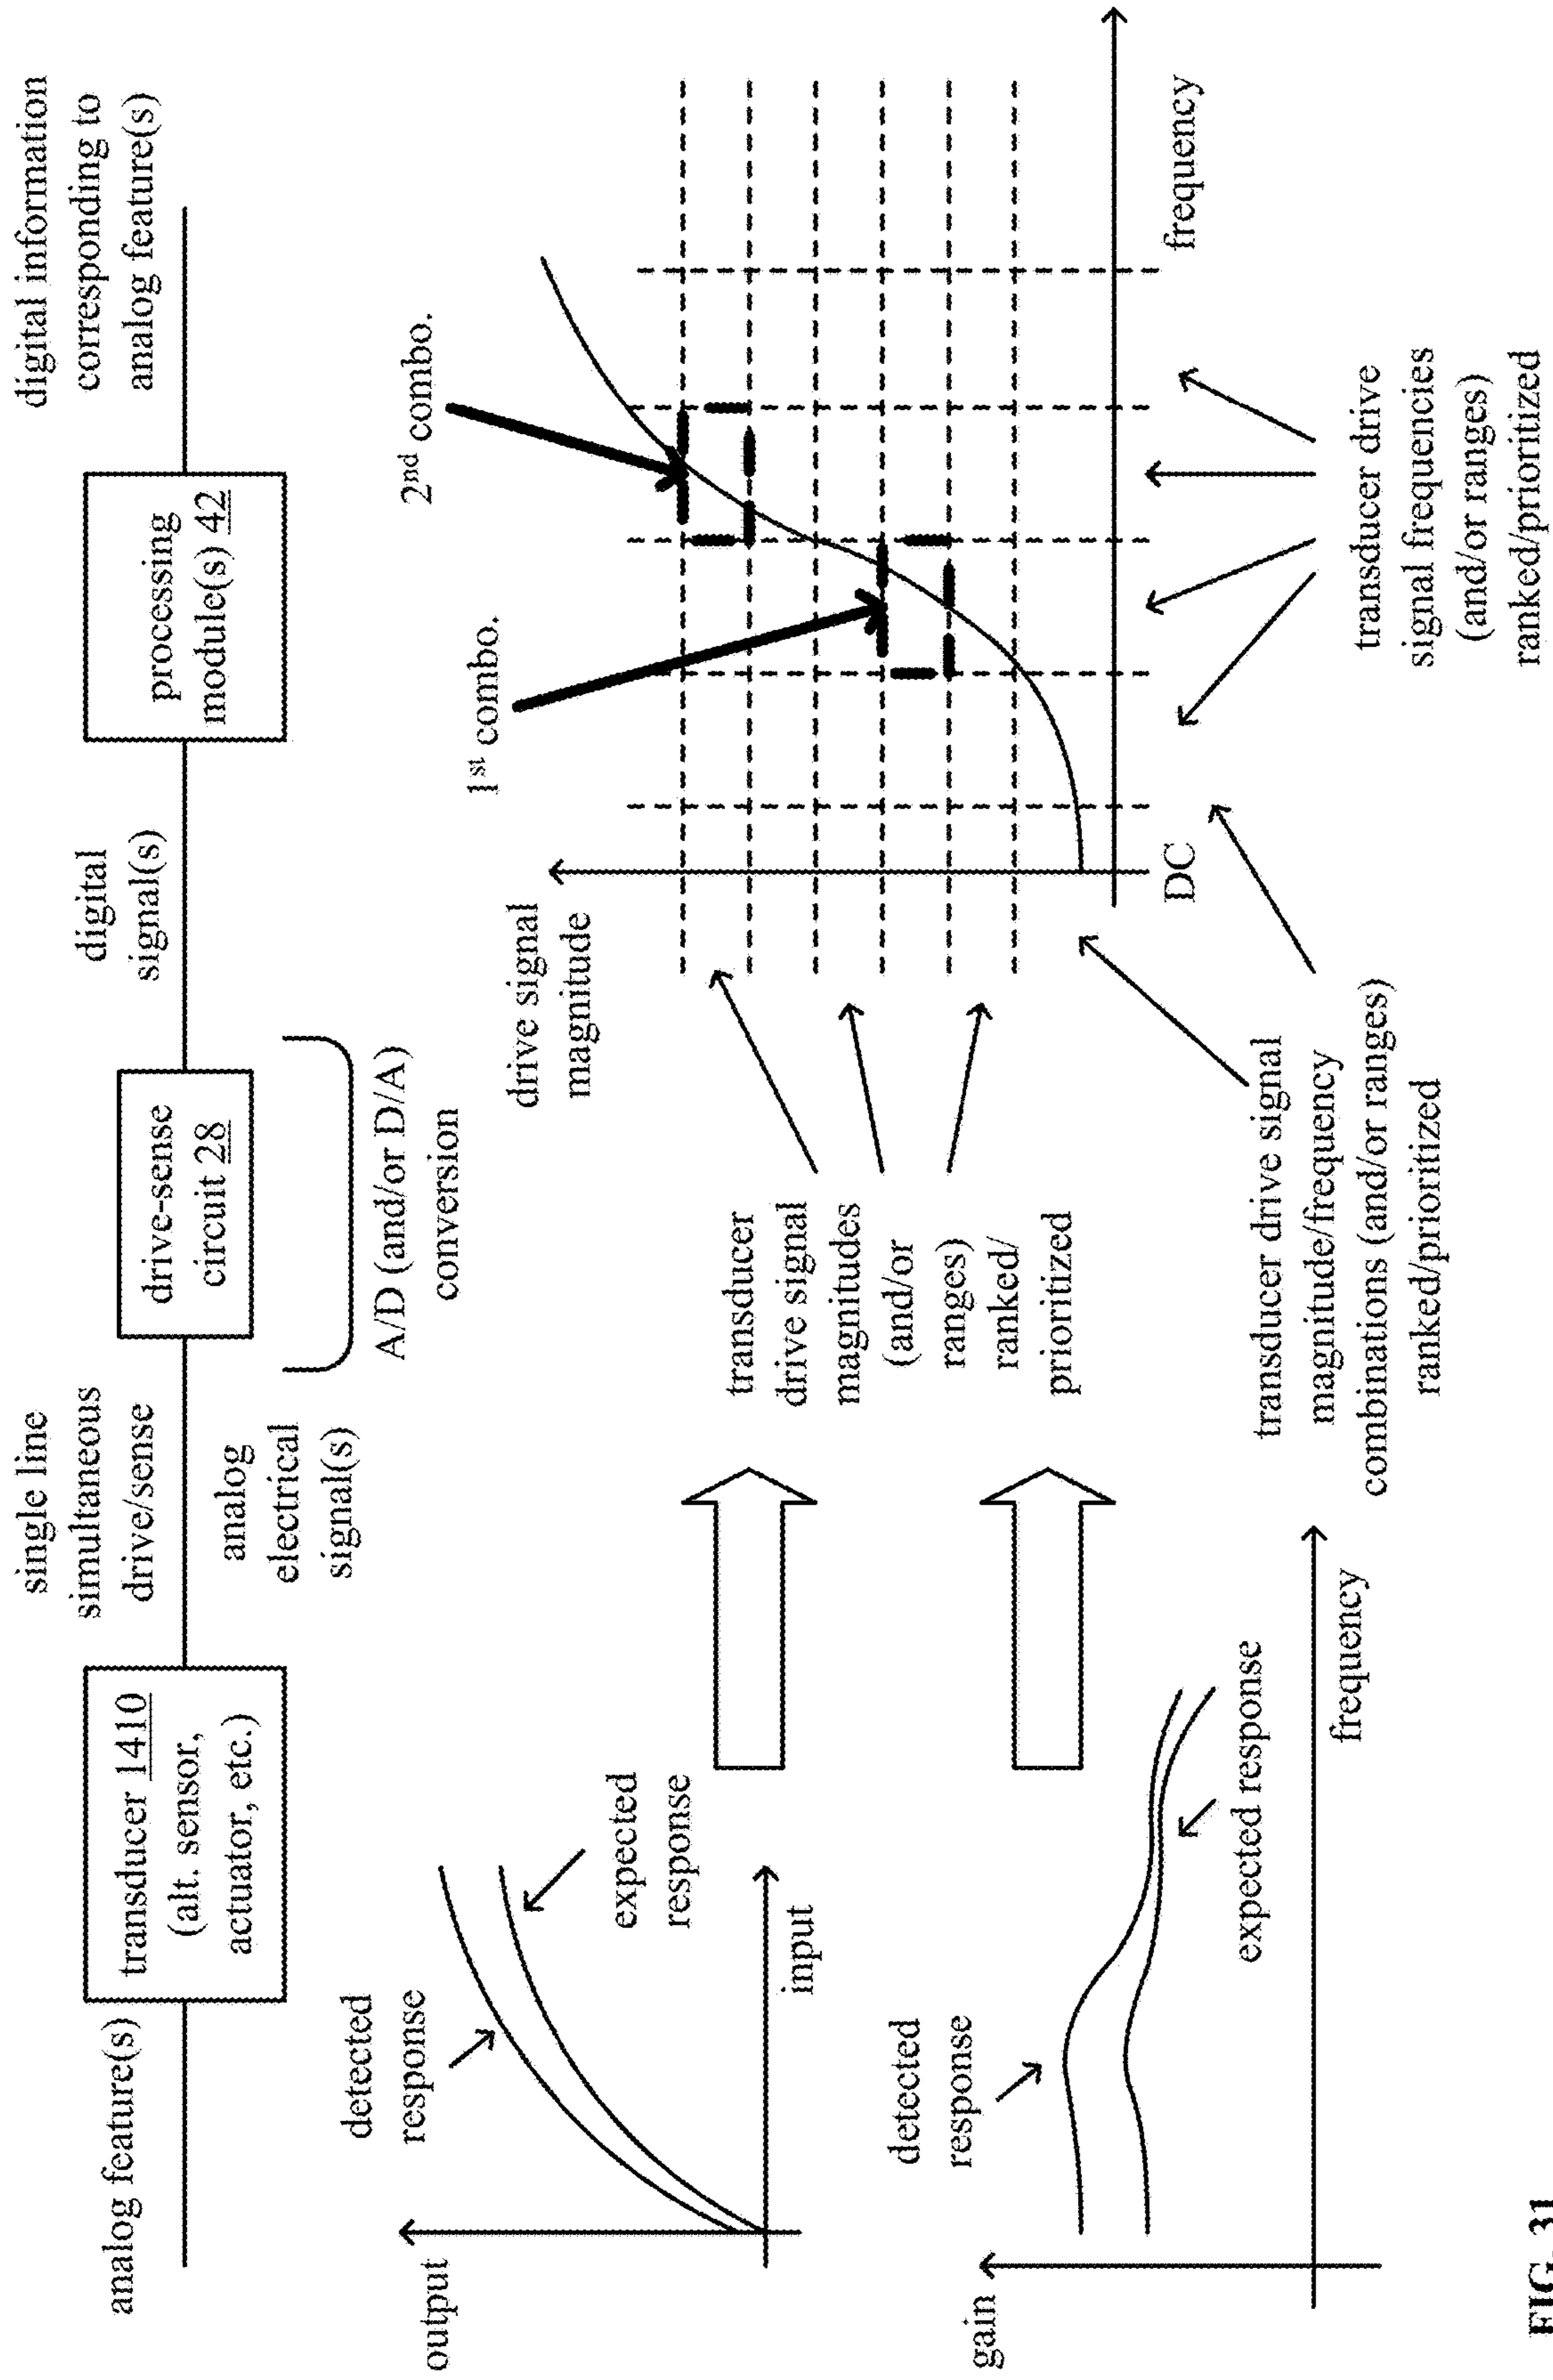 analog feature(s)
transducer 1410
(alt. sensor,
actuator, etc.)
single line
simultaneous
drive/sense
analog
electrical
signal(s)
drive-sense
circuit 28
A/D (and/or D/A)
conversion
digital
signal(s)
processing
module(s) 42
digital information
corresponding to
analog feature(s)
output
detected
response
expected
response
input
gain
detected
response
expected response
frequency
transducer
drive signal
magnitudes
(and/or
ranges)
ranked/
prioritized
drive signal
magnitude
1st combo.
2nd combo.
DC
frequency
transducer drive signal
magnitude/frequency
combinations (and/or ranges)
ranked/prioritized
transducer drive
signal frequencies
(and/or ranges)
ranked/prioritized
FIG. 31